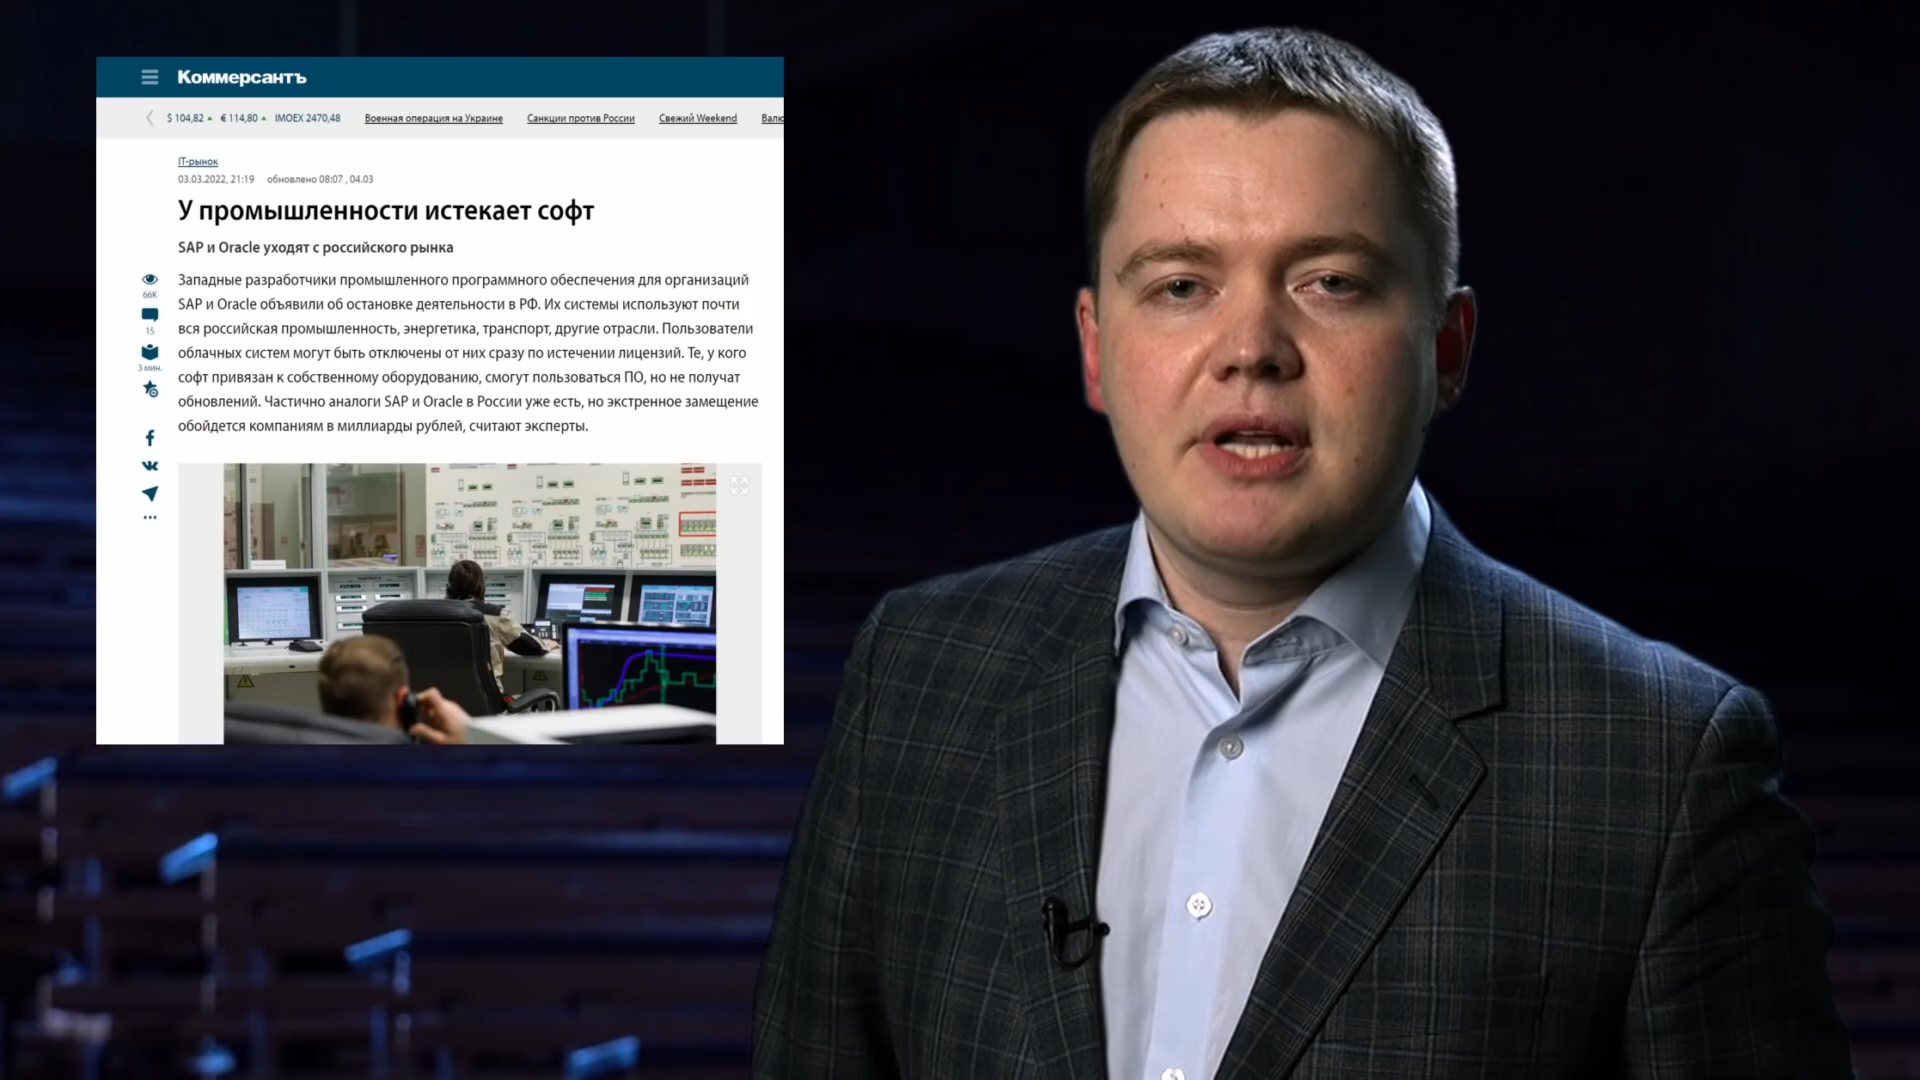 Коммерсантъ
$ 104,82 € 114,80 IMOEX 2470,48 Военная операция на Украине Санкции против России Свежий Weekend Валю
IT-рынок
03.03.2022, 21:19 обновлено 08:07 , 04.03
У промышленности истекает софт
SAP и Oracle уходят с российского рынка
Западные разработчики промышленного программного обеспечения для организаций
SAP и Oracle объявили об остановке деятельности в РФ. Их системы используют почти
вся российская промышленность, энергетика, транспорт, другие отрасли. Пользователи
облачных систем могут быть отключены от них сразу по истечении лицензий. Те, у кого
софт привязан к собственному оборудованию, смогут пользоваться ПО, но не получат
обновлений. Частично аналоги SAP и Oracle в России уже есть, но экстренное замещение
обойдется компаниям в миллиарды рублей, считают эксперты.
66K
15
3 мин.